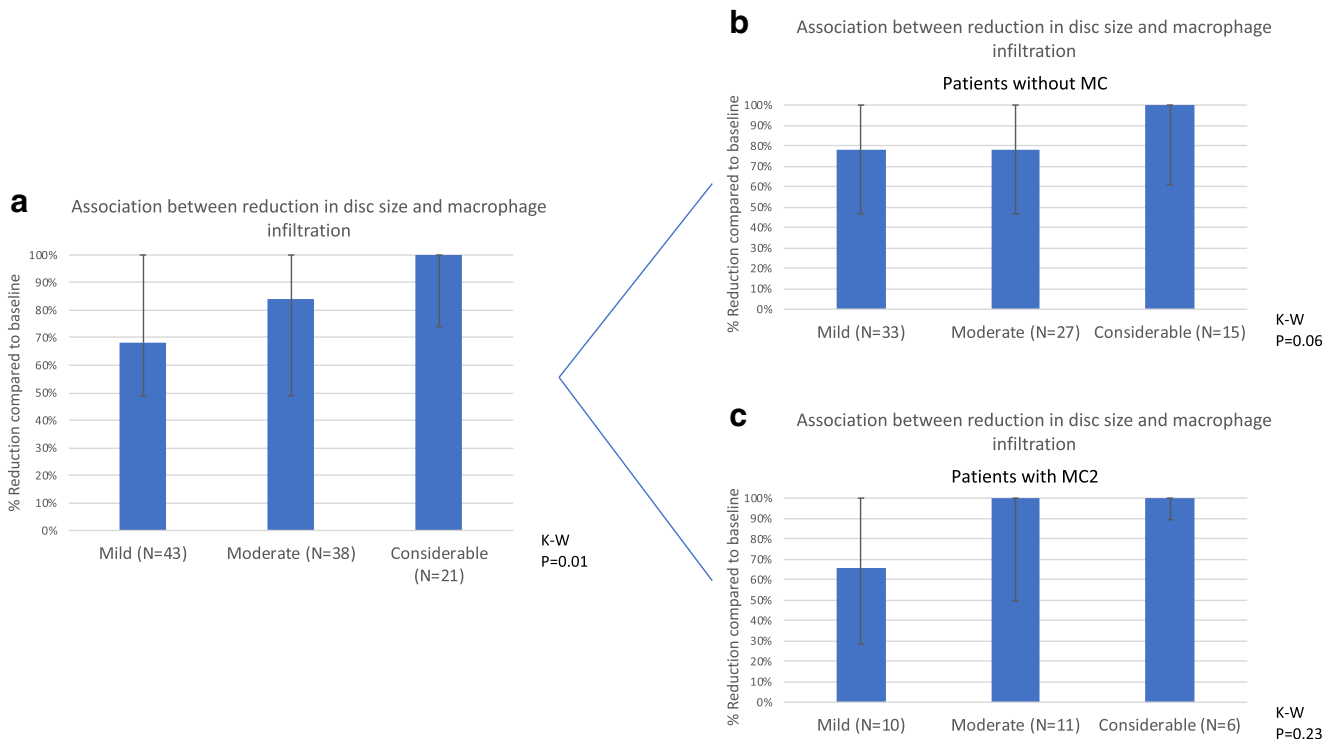 a
Association between reduction in disc size and macrophage
infiltration
% Reduction compared to baseline
100%
90%
80%
70%
60%
50%
40%
30%
20%
10%
0%
Mild (N=43)
Moderate (N=38)
Considerable
(N=21)
K-W
P=0.01
b
Association between reduction in disc size and macrophage
infiltration
Patients without MC
% Reduction compared to baseline
100%
90%
80%
70%
60%
50%
40%
30%
20%
10%
0%
Mild (N=33)
Moderate (N=27)
Considerable (N=15)
K-W
P=0.06
c
Association between reduction in disc size and macrophage
infiltration
Patients with MC2
% Reduction compared to baseline
100%
90%
80%
70%
60%
50%
40%
30%
20%
10%
0%
Mild (N=10)
Moderate (N=11)
Considerable (N=6)
K-W
P=0.23